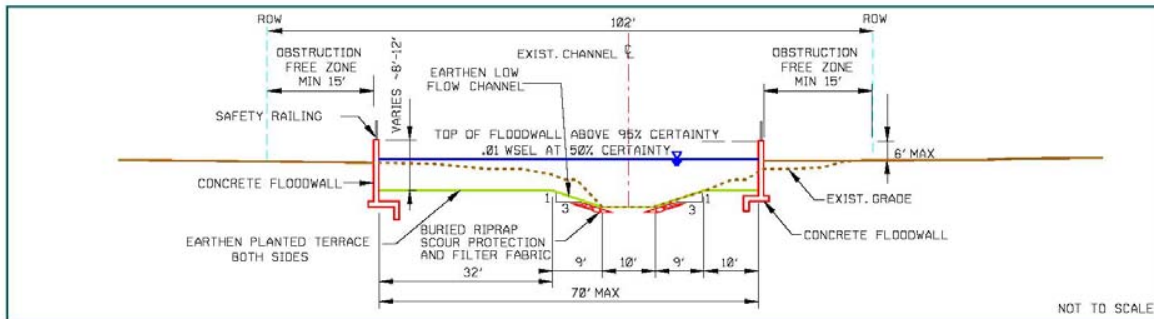 ROW
ROW
102'
OBSTRUCTION
FREE ZONE
MIN 15'
EXIST. CHANNEL ℄
OBSTRUCTION
FREE ZONE
MIN 15'
EARTHEN LOW
FLOW CHANNEL
VARIES ~8'-12'
SAFETY RAILING
TOP OF FLOODWALL ABOVE 95% CERTAINTY
.01 WSEL AT 50% CERTAINTY
6' MAX
CONCRETE FLOODWALL
1
3
3
1
EXIST. GRADE
EARTHEN PLANTED TERRACE
BOTH SIDES
BURIED RIPRAP
SCOUR PROTECTION
AND FILTER FABRIC
CONCRETE FLOODWALL
32'
9'
10'
9'
10'
70' MAX
NOT TO SCALE